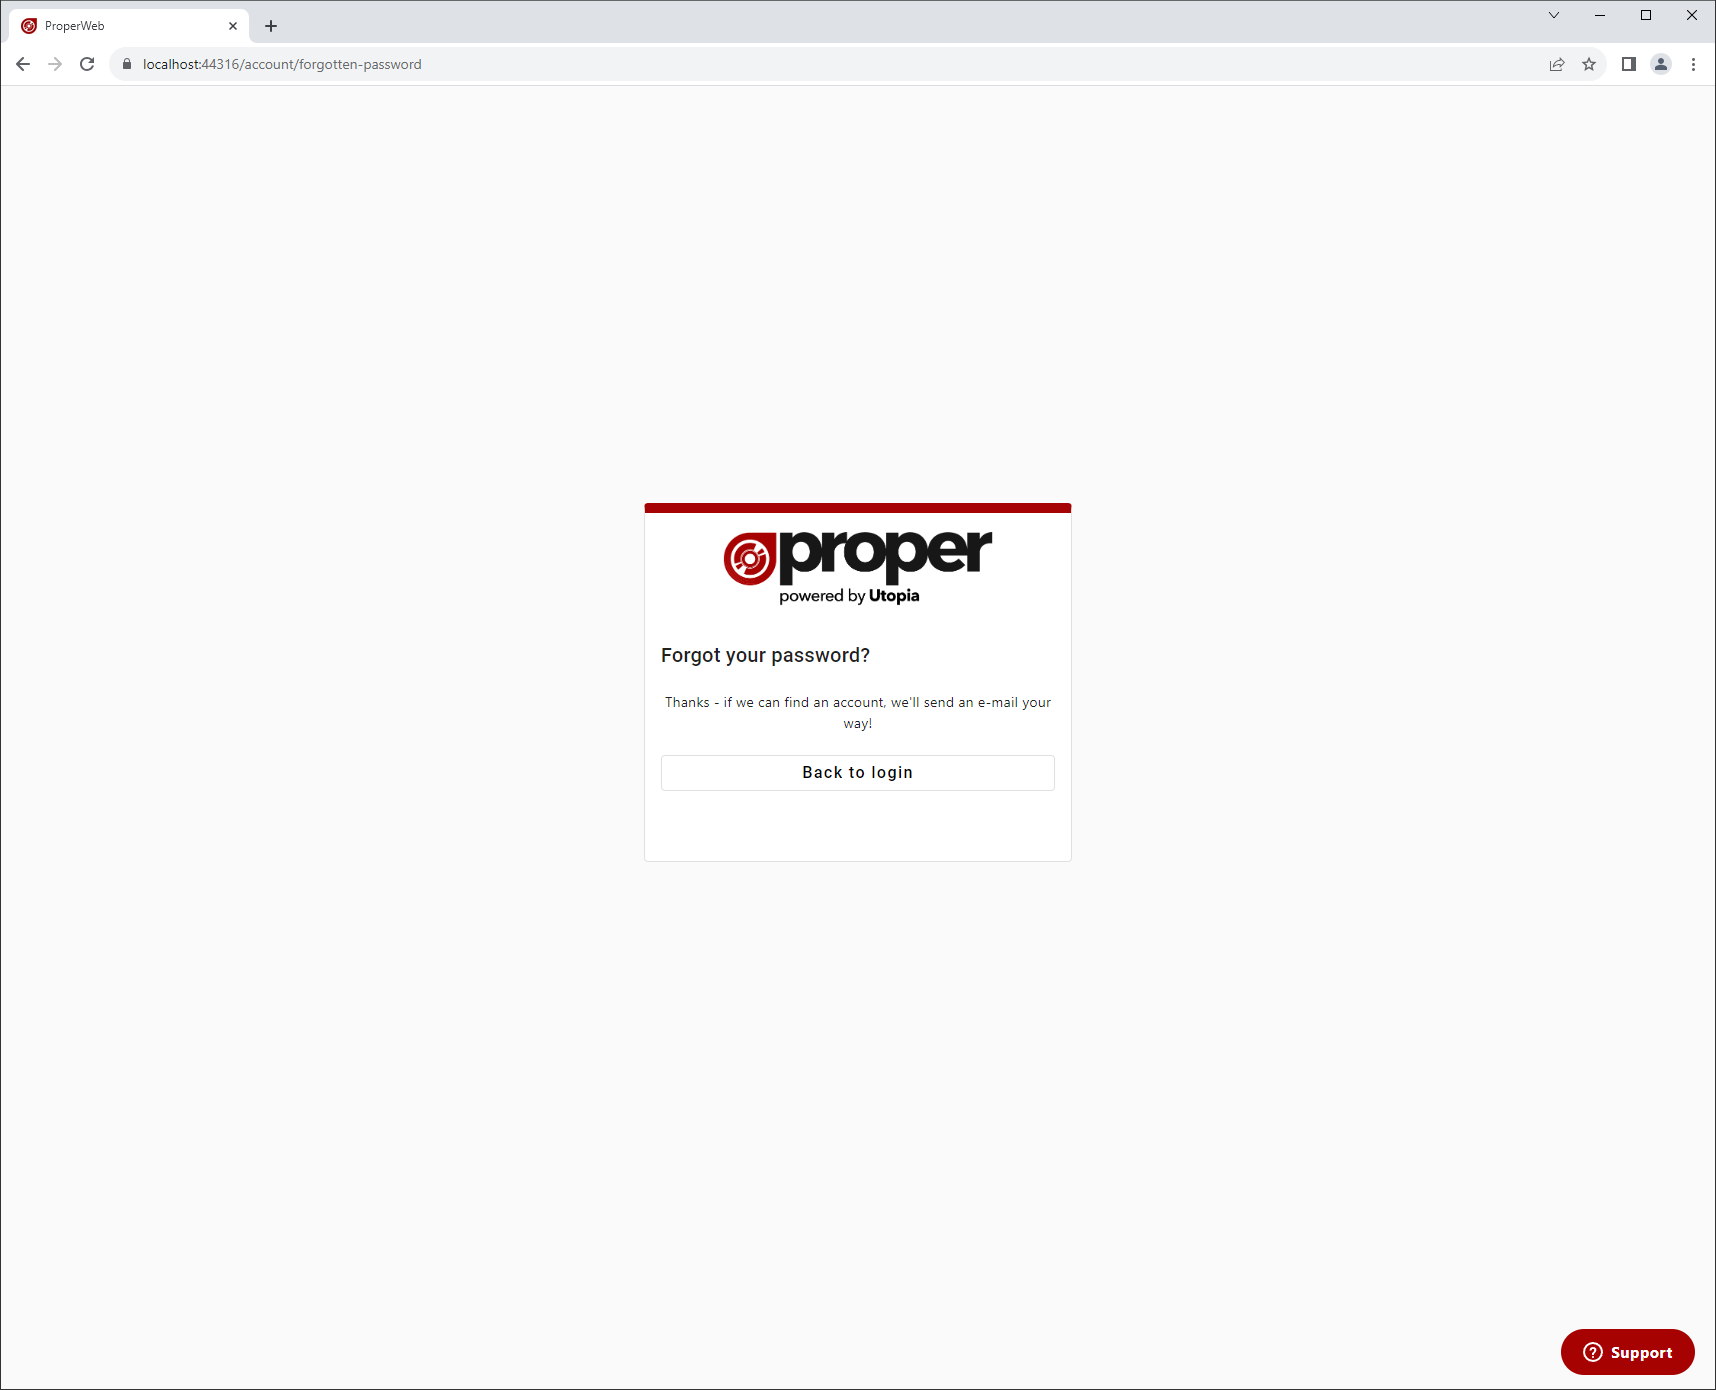 ProperWeb
localhost:44316/account/forgotten-password
proper
powered by Utopia
Forgot your password?
Thanks - if we can find an account, we'll send an e-mail your
way!
Back to login
Support